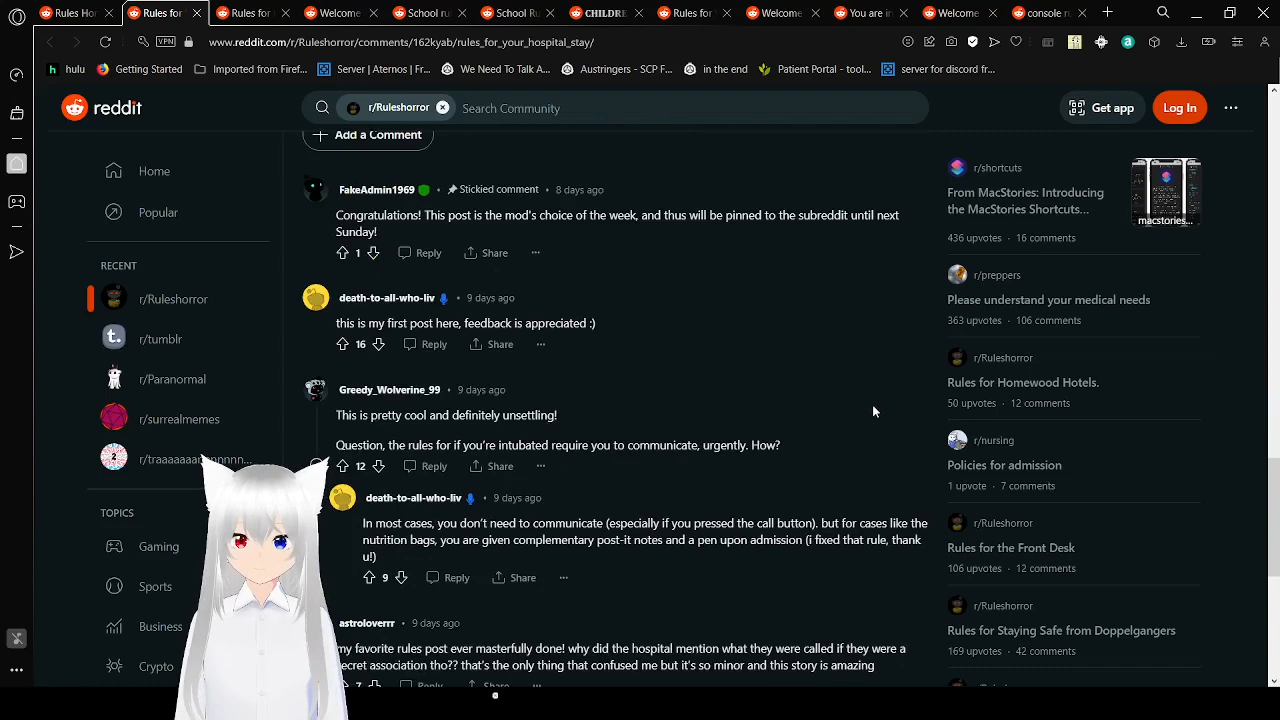 Rules Ho
Rules for
Rules for
Welcome
School ru
School Ru
CHILDRE
Rules for
Welcome
You are in
Welcome
console re
VPN
www.reddit.com/r/Ruleshorror/comments/162kyab/rules_for_your_hospital_stay/
h hulu
Getting Started
Imported from Firef...
Server | Aternos | Fr...
We Need To Talk A...
Austringers - SCP F...
in the end
Patient Portal - tool...
server for discord fr...
reddit
r/Ruleshorror
Search Community
Get app
Log In
Home
Popular
RECENT
r/Ruleshorror
r/tumblr
r/Paranormal
r/surrealmemes
TOPICS
Gaming
Sports
Business
Crypto
Add a Comment
FakeAdmin1969 • Stickied comment • 8 days ago
Congratulations! This post is the mod's choice of the week, and thus will be pinned to the subreddit until next
Sunday!
1 Reply Share
death-to-all-who-liv • 9 days ago
this is my first post here, feedback is appreciated :)
16 Reply Share
Greedy_Wolverine_99 • 9 days ago
This is pretty cool and definitely unsettling!
Question, the rules for if you're intubated require you to communicate, urgently. How?
12 Reply Share
death-to-all-who-liv • 9 days ago
In most cases, you don't need to communicate (especially if you pressed the call button). but for cases like the
nutrition bags, you are given complementary post-it notes and a pen upon admission (i fixed that rule, thank
u!)
9 Reply Share
astroloverrr • 9 days ago
my favorite rules post ever masterfully done! why did the hospital mention what they were called if they were a
secret association tho?? that's the only thing that confused me but it's so minor and this story is amazing
7 Reply Share
r/shortcuts
From MacStories: Introducing
the MacStories Shortcuts...
macstories...
436 upvotes • 16 comments
r/preppers
Please understand your medical needs
363 upvotes • 106 comments
r/Ruleshorror
Rules for Homewood Hotels.
50 upvotes • 12 comments
r/nursing
Policies for admission
1 upvote • 7 comments
r/Ruleshorror
Rules for the Front Desk
106 upvotes • 12 comments
r/Ruleshorror
Rules for Staying Safe from Doppelgangers
169 upvotes • 42 comments
r/Ruleshorror